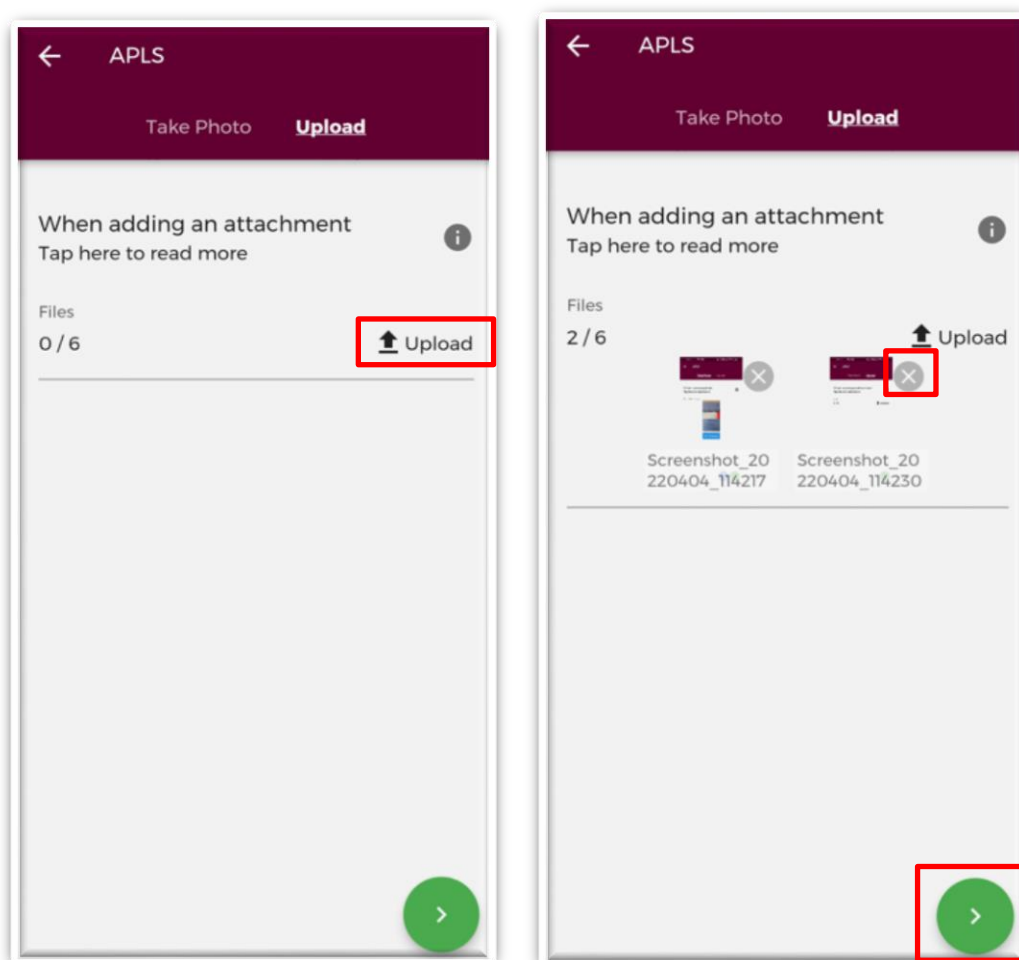 APLS
Take Photo Upload
When adding an attachment
Tap here to read more
Files
0 / 6 Upload
APLS
Take Photo Upload
When adding an attachment
Tap here to read more
Files
2 / 6 Upload
Screenshot_20
220404_114217
Screenshot_20
220404_114230